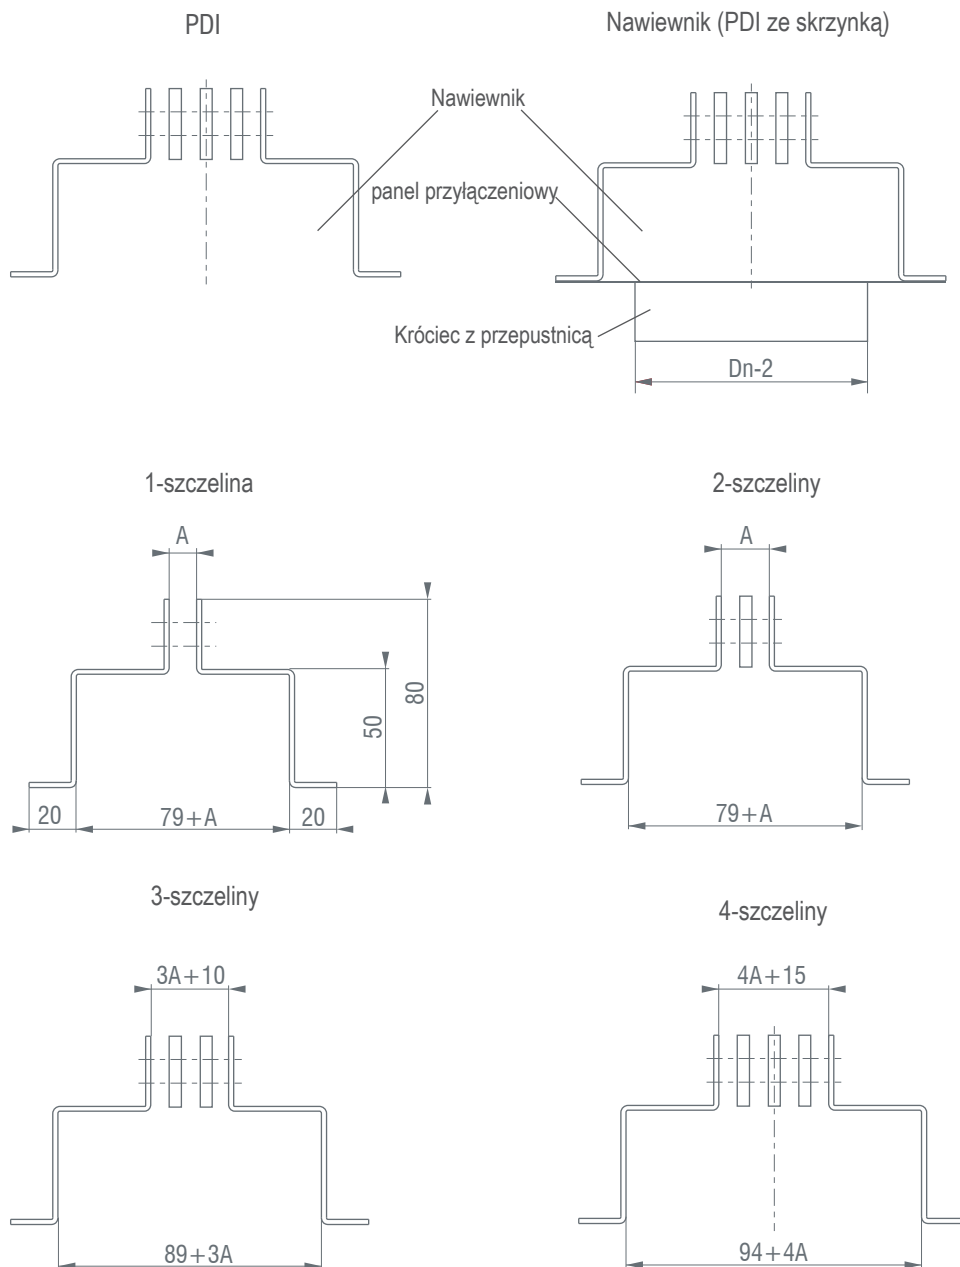 PDI
Nawiewnik (PDI ze skrzynką)
Nawiewnik
panel przyłączeniowy
Króciec z przepustnicą
Dn-2
1-szczelina
2-szczeliny
A
A
80
50
20
79+A
20
79+A
3-szczeliny
4-szczeliny
3A+10
4A+15
89+3A
94+4A